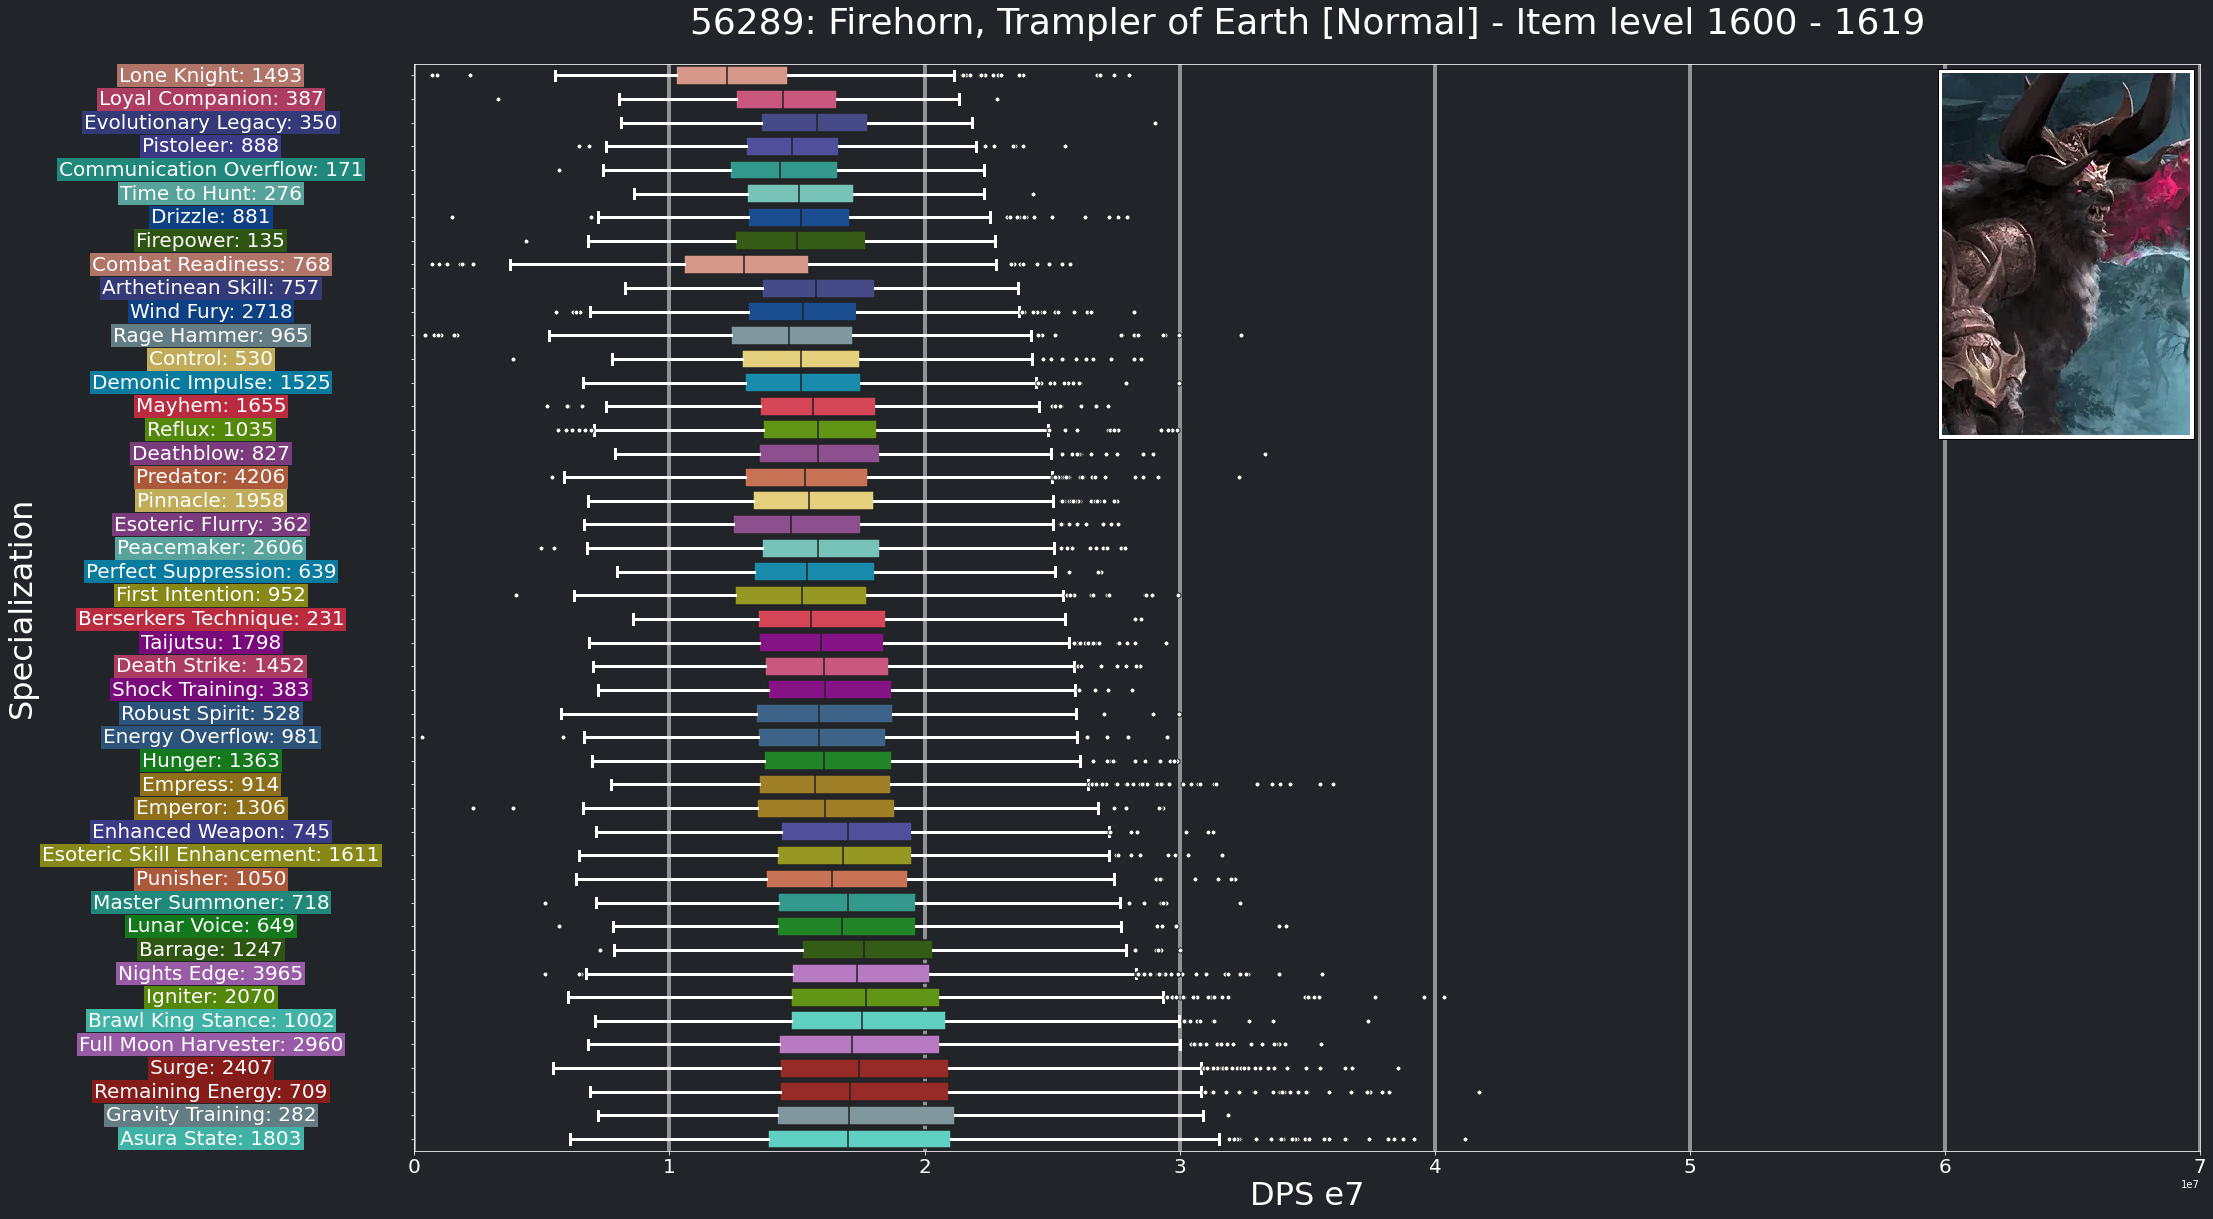 56289: Firehorn, Trampler of Earth [Normal] - Item level 1600 - 1619
Specialization
Lone Knight: 1493
Loyal Companion: 387
Evolutionary Legacy: 350
Pistoleer: 888
Communication Overflow: 171
Time to Hunt: 276
Drizzle: 881
Firepower: 135
Combat Readiness: 768
Arthetinean Skill: 757
Wind Fury: 2718
Rage Hammer: 965
Control: 530
Demonic Impulse: 1525
Mayhem: 1655
Reflux: 1035
Deathblow: 827
Predator: 4206
Pinnacle: 1958
Esoteric Flurry: 362
Peacemaker: 2606
Perfect Suppression: 639
First Intention: 952
Berserkers Technique: 231
Taijutsu: 1798
Death Strike: 1452
Shock Training: 383
Robust Spirit: 528
Energy Overflow: 981
Hunger: 1363
Empress: 914
Emperor: 1306
Enhanced Weapon: 745
Esoteric Skill Enhancement: 1611
Punisher: 1050
Master Summoner: 718
Lunar Voice: 649
Barrage: 1247
Nights Edge: 3965
Igniter: 2070
Brawl King Stance: 1002
Full Moon Harvester: 2960
Surge: 2407
Remaining Energy: 709
Gravity Training: 282
Asura State: 1803
0 1 2 3 4 5 6 7
1e7
DPS e7